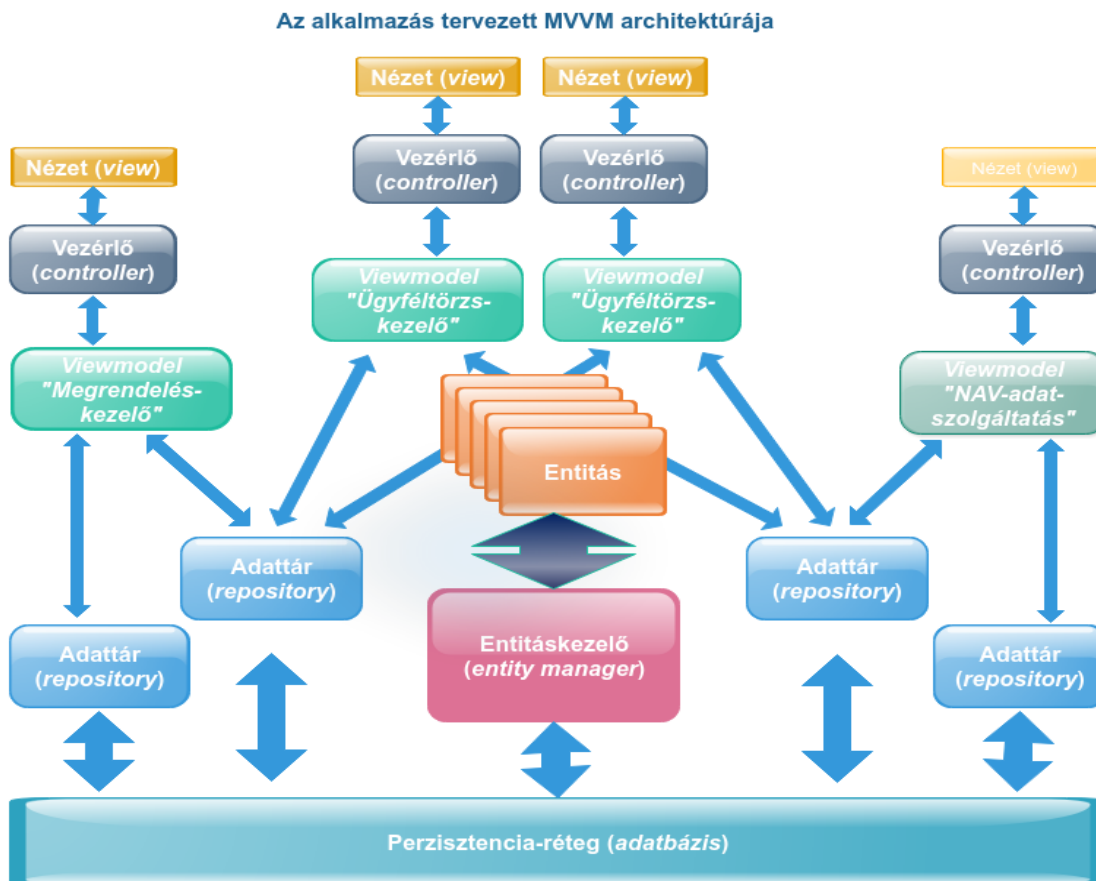 Az alkalmazás tervezett MVVM architektúrája
Nézet (view)
Nézet (view)
Vezérlő
(controller)
Vezérlő
(controller)
Nézet (view)
Nézet (view)
Vezérlő
(controller)
Vezérlő
(controller)
Viewmodel
"Ügyféltörzs-
kezelő"
Viewmodel
"Ügyféltörzs-
kezelő"
Viewmodel
"Megrendelés-
kezelő"
Viewmodel
"NAV-adat-
szolgáltatás"
Entitás
Adattár
(repository)
Adattár
(repository)
Entitáskezelő
(entity manager)
Adattár
(repository)
Adattár
(repository)
Perzisztencia-réteg (adatbázis)